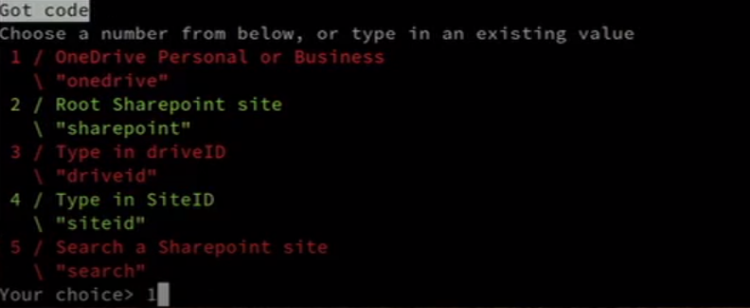 Got code
Choose a number from below, or type in an existing value
1 / OneDrive Personal or Business
\ "onedrive"
2 / Root Sharepoint site
\ "sharepoint"
3 / Type in driveID
\ "driveid"
4 / Type in SiteID
\ "siteid"
5 / Search a Sharepoint site
\ "search"
Your choice> 1